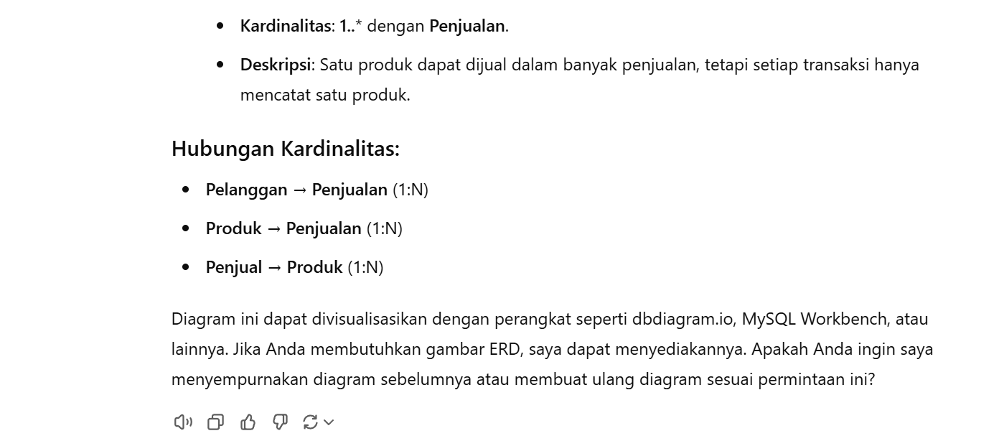 • Kardinalitas: 1..* dengan Penjualan.
• Deskripsi: Satu produk dapat dijual dalam banyak penjualan, tetapi setiap transaksi hanya
mencatat satu produk.
Hubungan Kardinalitas:
• Pelanggan → Penjualan (1:N)
• Produk → Penjualan (1:N)
• Penjual → Produk (1:N)
Diagram ini dapat divisualisasikan dengan perangkat seperti dbdiagram.io, MySQL Workbench, atau
lainnya. Jika Anda membutuhkan gambar ERD, saya dapat menyediakannya. Apakah Anda ingin saya
menyempurnakan diagram sebelumnya atau membuat ulang diagram sesuai permintaan ini?